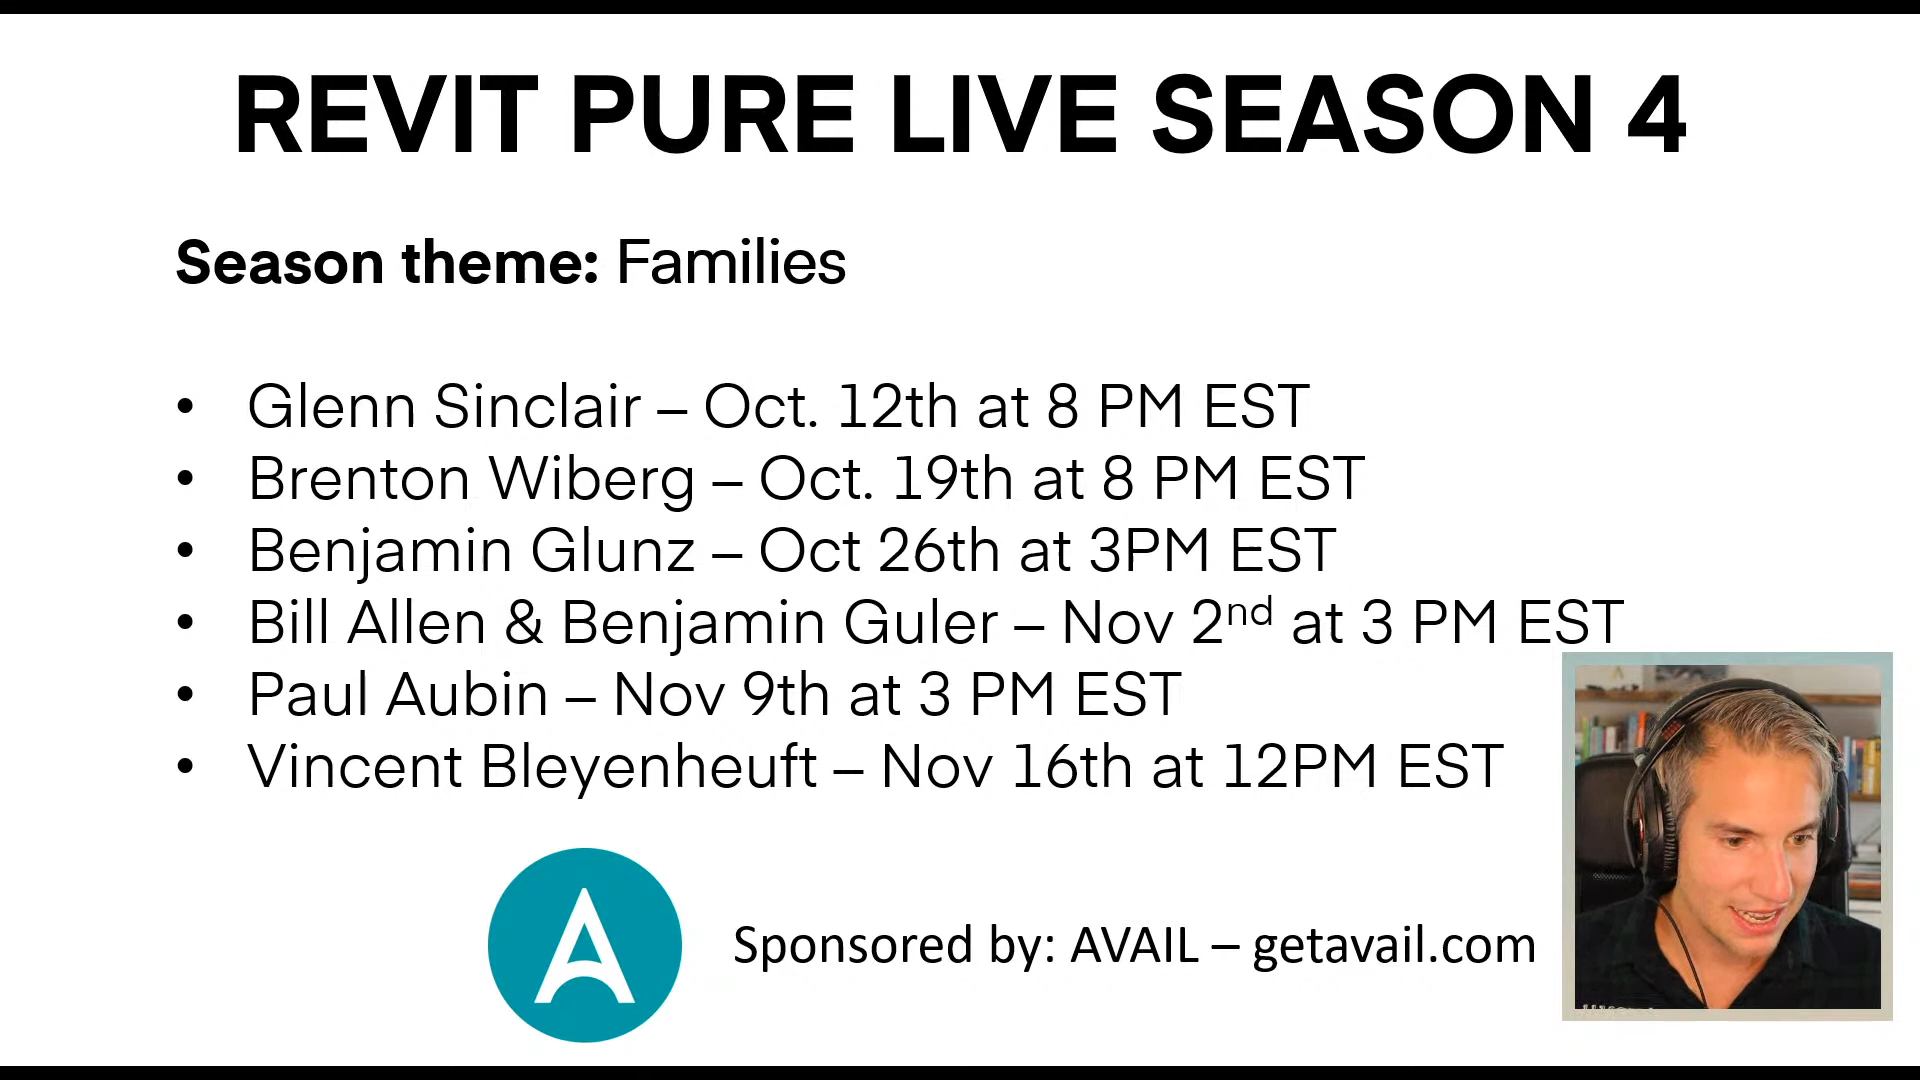 REVIT PURE LIVE SEASON 4
Season theme: Families
• Glenn Sinclair – Oct. 12th at 8 PM EST
• Brenton Wiberg – Oct. 19th at 8 PM EST
• Benjamin Glunz – Oct 26th at 3PM EST
• Bill Allen & Benjamin Guler – Nov 2nd at 3 PM EST
• Paul Aubin – Nov 9th at 3 PM EST
• Vincent Bleyenheuft – Nov 16th at 12PM EST
Sponsored by: AVAIL – getavail.com